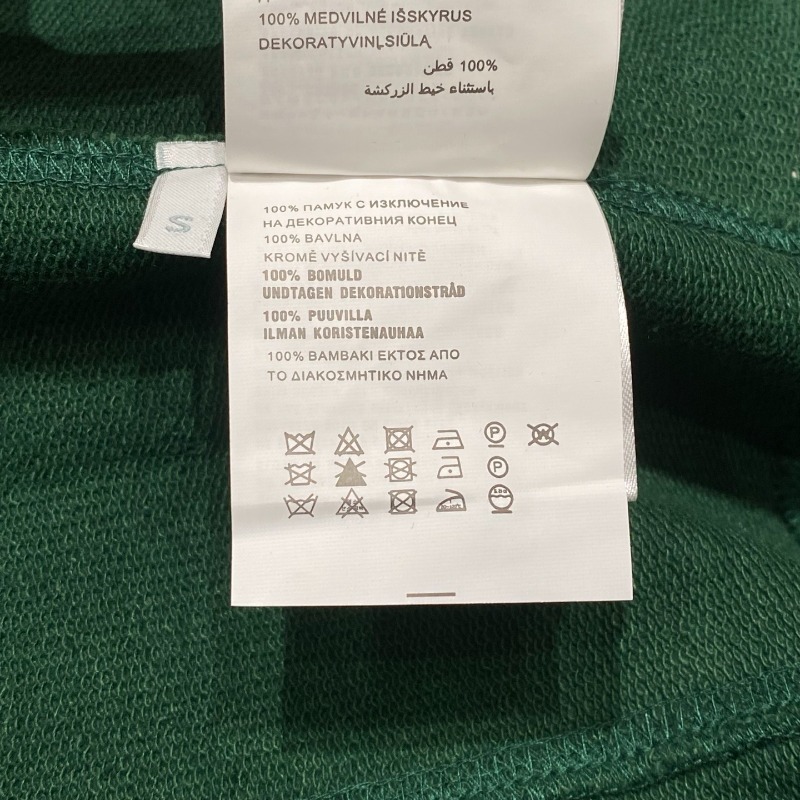 100% MEDVILNĖ IŠSKYRUS
DEKORATYVINĮ SIŪLĄ
100% قطن
باستثناء خيط الزركشة
S
100% ПАМУК С ИЗКЛЮЧЕНИЕ
НА ДЕКОРАТИВНИЯ КОНЕЦ
100% BAVLNA
KROMĚ VYŠÍVACÍ NITĚ
100% BOMULD
UNDTAGEN DEKORATIONSTRÅD
100% PUUVILLA
ILMAN KORISTENAUHAA
100% ΒΑΜΒΑΚΙ ΕΚΤΟΣ ΑΠΟ
ΤΟ ΔΙΑΚΟΣΜΗΤΙΚΟ ΝΗΜΑ
P W
P